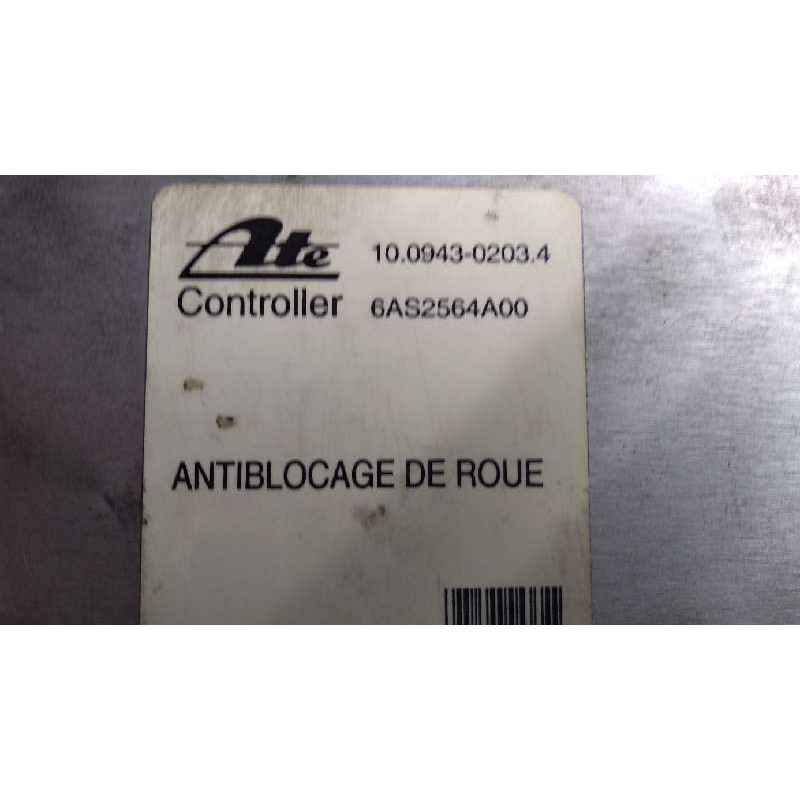 Ate 10.0943-0203.4
Controller 6AS2564A00
ANTIBLOCAGE DE ROUE